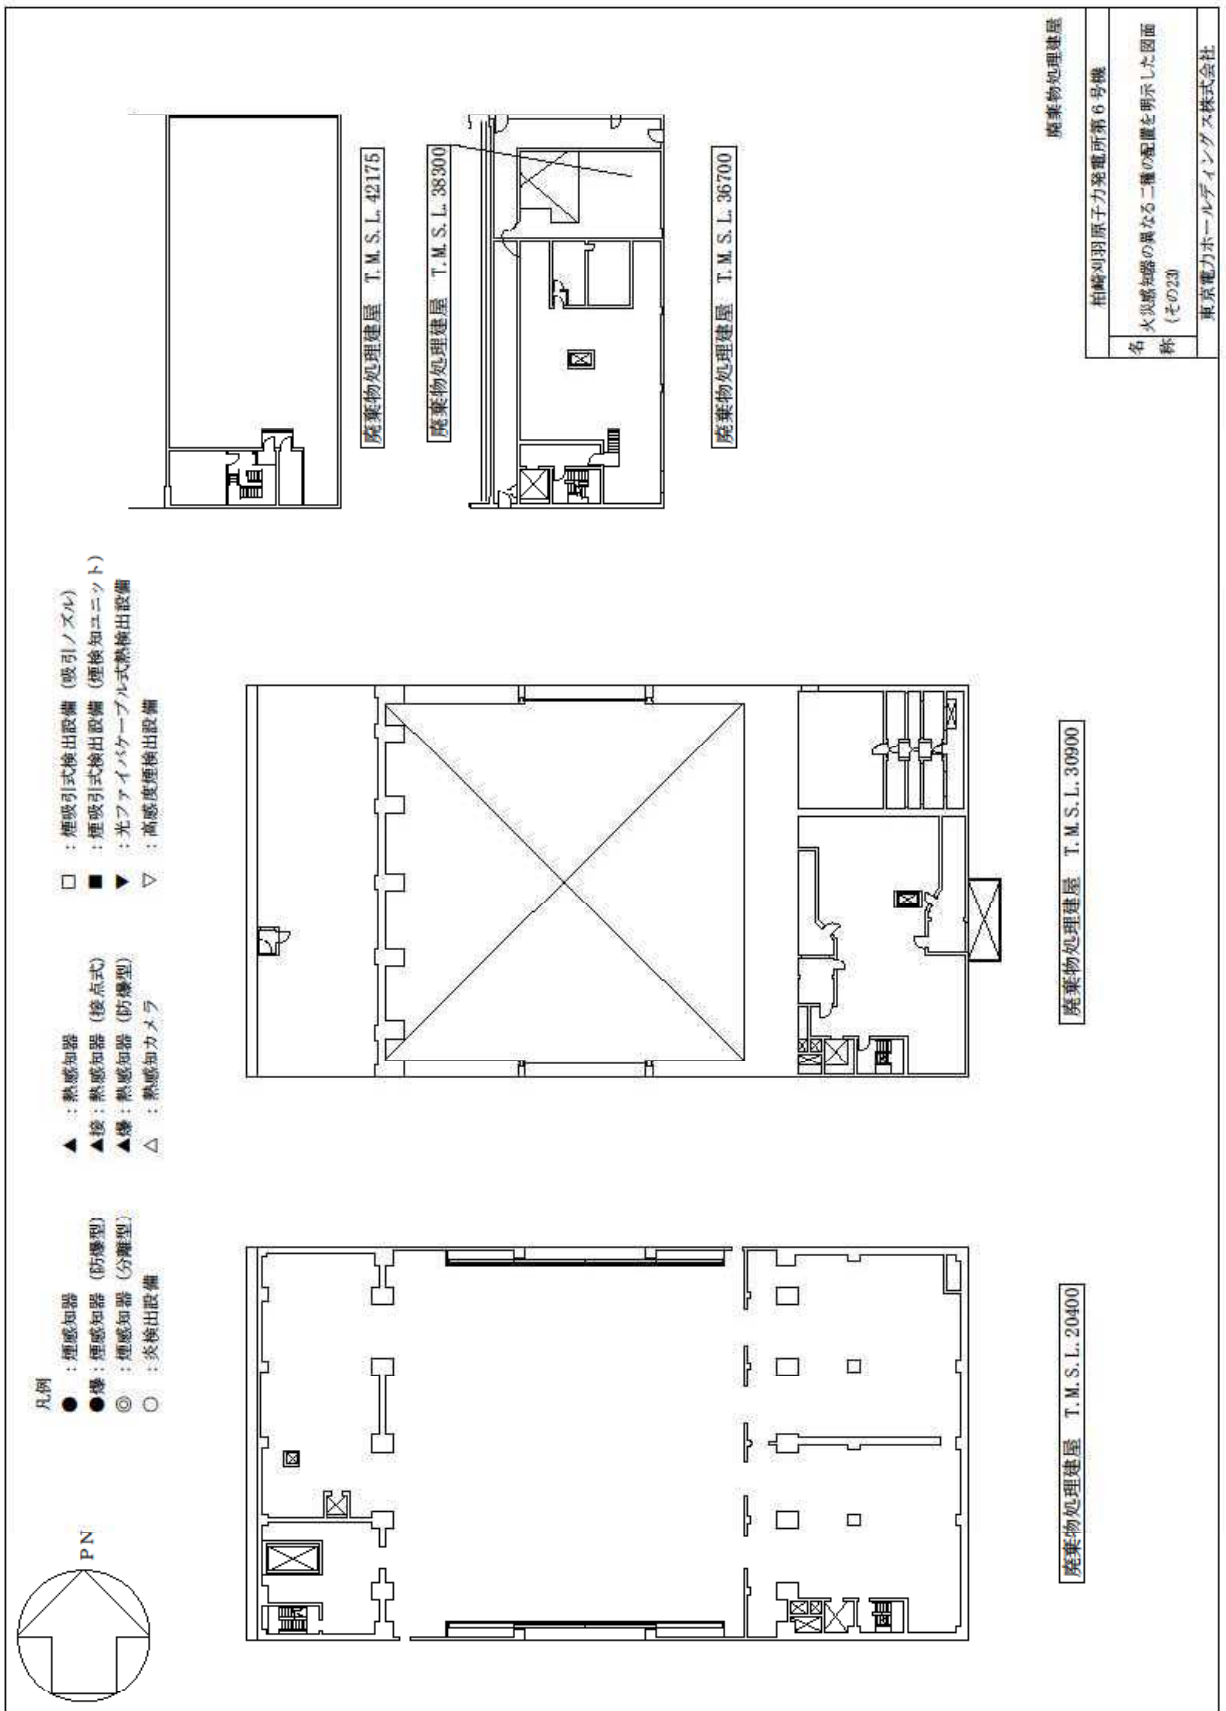 PN
凡例
● ：煙感知器
●爆：煙感知器（防爆型）
◎ ：煙感知器（分離型）
○ ：炎検出設備
▲ ：熱感知器
▲接：熱感知器（接点式）
▲爆：熱感知器（防爆型）
△ ：熱感知カメラ
□ ：煙吸引式検出設備（吸引ノズル）
■ ：煙吸引式検出設備（煙検知ユニット）
▼ ：光ファイバケーブル式熱検出設備
▽ ：高感度煙検出設備
廃棄物処理建屋 T.M.S.L.42175
廃棄物処理建屋 T.M.S.L.38300
廃棄物処理建屋 T.M.S.L.36700
廃棄物処理建屋 T.M.S.L.20400
廃棄物処理建屋 T.M.S.L.30900
廃棄物処理建屋
柏崎刈羽原子力発電所第6号機
名称
火災感知器の異なる二種の配置を明示した図面
（その23）
東京電力ホールディングス株式会社